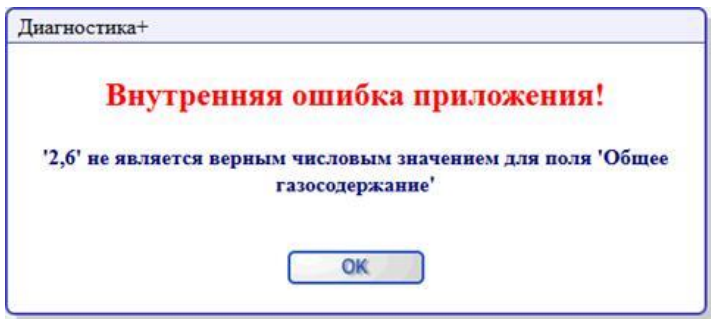 Диагностика+
Внутренняя ошибка приложения!
'2,6' не является верным числовым значением для поля 'Общее
газосодержание'
OK